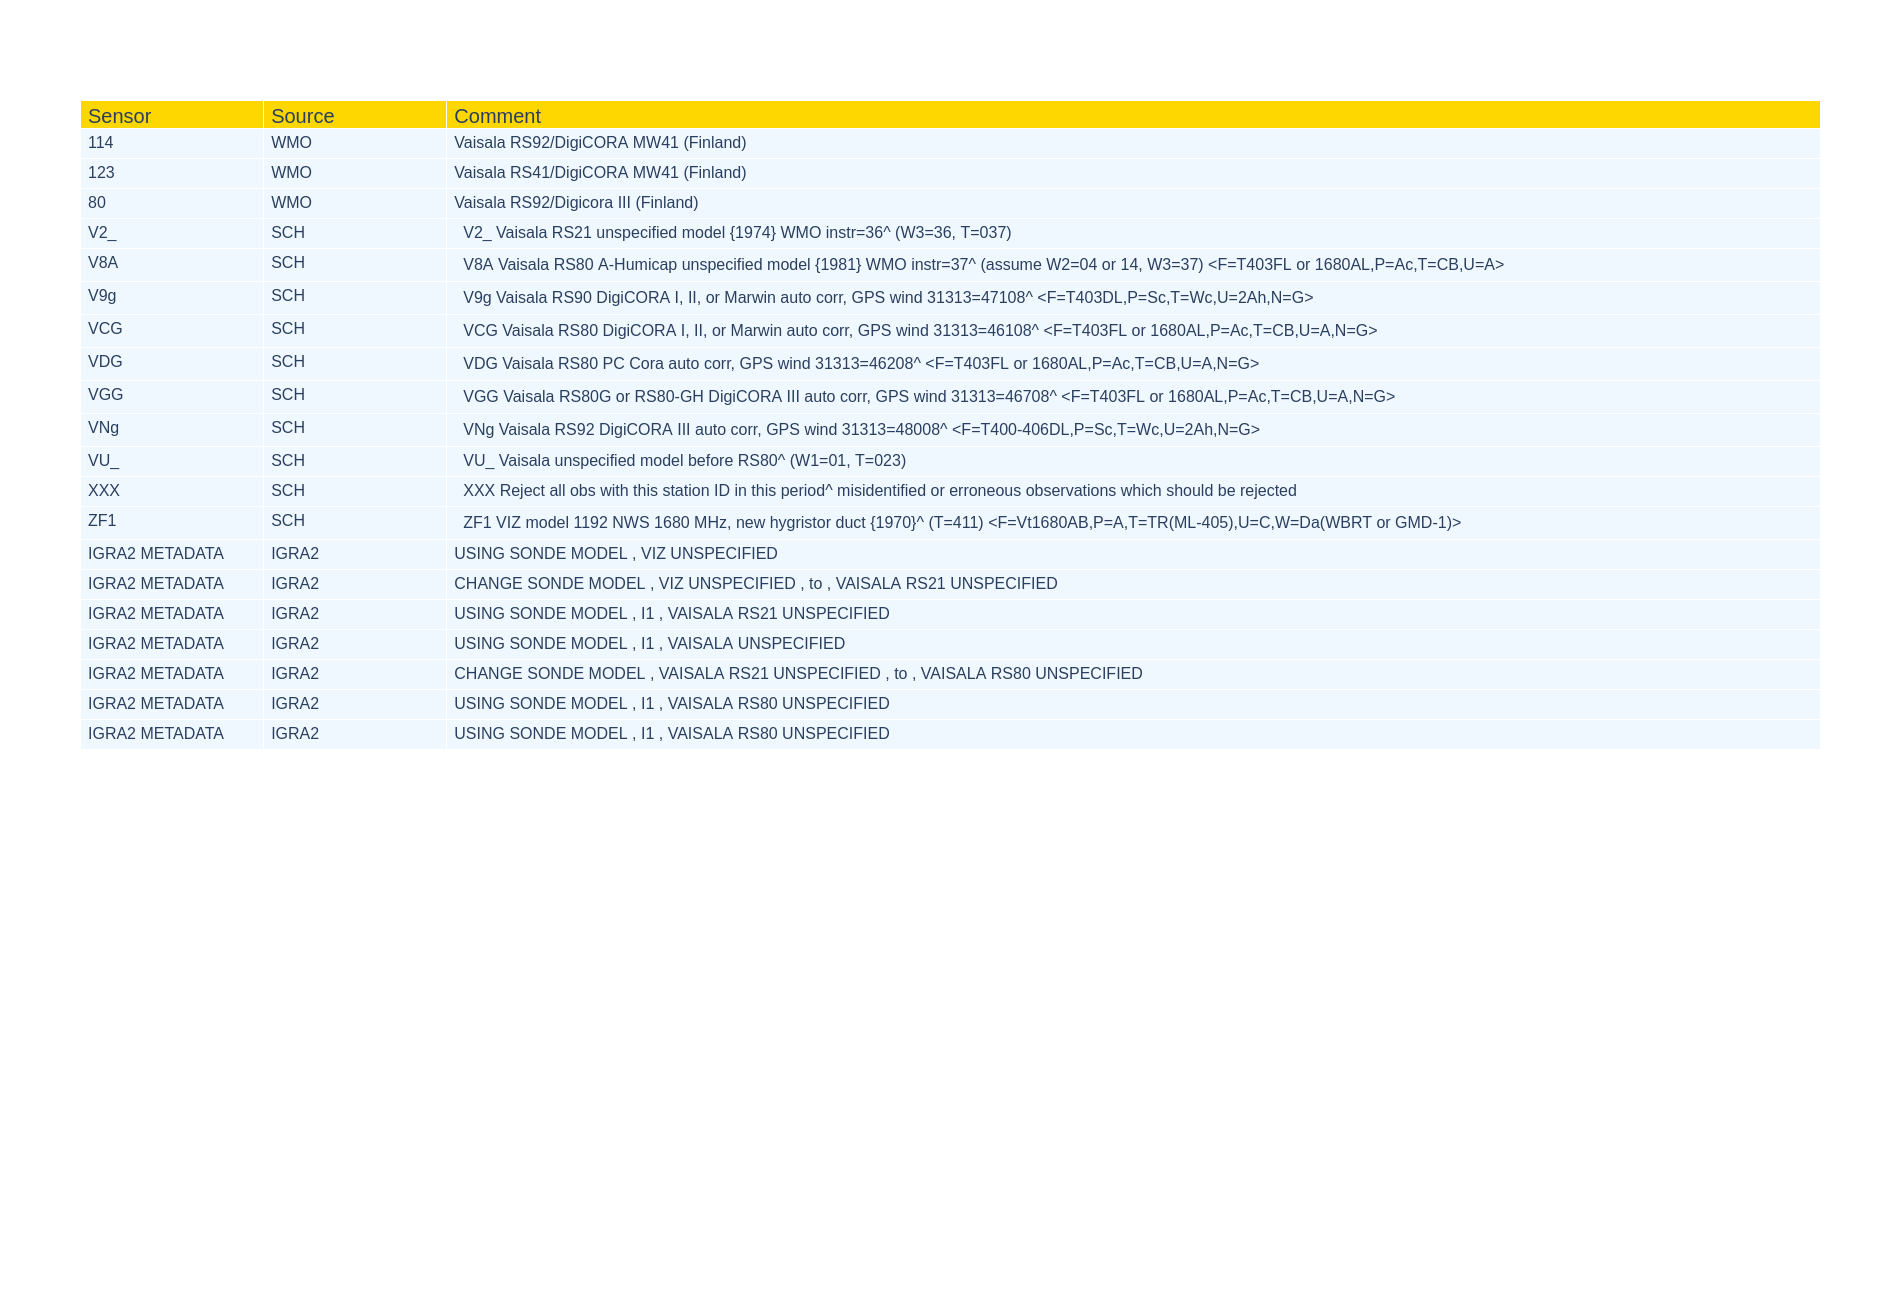 Sensor Source Comment
114 WMO Vaisala RS92/DigiCORA MW41 (Finland)
123 WMO Vaisala RS41/DigiCORA MW41 (Finland)
80 WMO Vaisala RS92/Digicora III (Finland)
V2_ SCH V2_ Vaisala RS21 unspecified model {1974} WMO instr=36^ (W3=36, T=037)
V8A SCH V8A Vaisala RS80 A-Humicap unspecified model {1981} WMO instr=37^ (assume W2=04 or 14, W3=37) <F=T403FL or 1680AL,P=Ac,T=CB,U=A>
V9g SCH V9g Vaisala RS90 DigiCORA I, II, or Marwin auto corr, GPS wind 31313=47108^ <F=T403DL,P=Sc,T=Wc,U=2Ah,N=G>
VCG SCH VCG Vaisala RS80 DigiCORA I, II, or Marwin auto corr, GPS wind 31313=46108^ <F=T403FL or 1680AL,P=Ac,T=CB,U=A,N=G>
VDG SCH VDG Vaisala RS80 PC Cora auto corr, GPS wind 31313=46208^ <F=T403FL or 1680AL,P=Ac,T=CB,U=A,N=G>
VGG SCH VGG Vaisala RS80G or RS80-GH DigiCORA III auto corr, GPS wind 31313=46708^ <F=T403FL or 1680AL,P=Ac,T=CB,U=A,N=G>
VNg SCH VNg Vaisala RS92 DigiCORA III auto corr, GPS wind 31313=48008^ <F=T400-406DL,P=Sc,T=Wc,U=2Ah,N=G>
VU_ SCH VU_ Vaisala unspecified model before RS80^ (W1=01, T=023)
XXX SCH XXX Reject all obs with this station ID in this period^ misidentified or erroneous observations which should be rejected
ZF1 SCH ZF1 VIZ model 1192 NWS 1680 MHz, new hygristor duct {1970}^ (T=411) <F=Vt1680AB,P=A,T=TR(ML-405),U=C,W=Da(WBRT or GMD-1)>
IGRA2 METADATA IGRA2 USING SONDE MODEL , VIZ UNSPECIFIED
IGRA2 METADATA IGRA2 CHANGE SONDE MODEL , VIZ UNSPECIFIED , to , VAISALA RS21 UNSPECIFIED
IGRA2 METADATA IGRA2 USING SONDE MODEL , I1 , VAISALA RS21 UNSPECIFIED
IGRA2 METADATA IGRA2 USING SONDE MODEL , I1 , VAISALA UNSPECIFIED
IGRA2 METADATA IGRA2 CHANGE SONDE MODEL , VAISALA RS21 UNSPECIFIED , to , VAISALA RS80 UNSPECIFIED
IGRA2 METADATA IGRA2 USING SONDE MODEL , I1 , VAISALA RS80 UNSPECIFIED
IGRA2 METADATA IGRA2 USING SONDE MODEL , I1 , VAISALA RS80 UNSPECIFIED